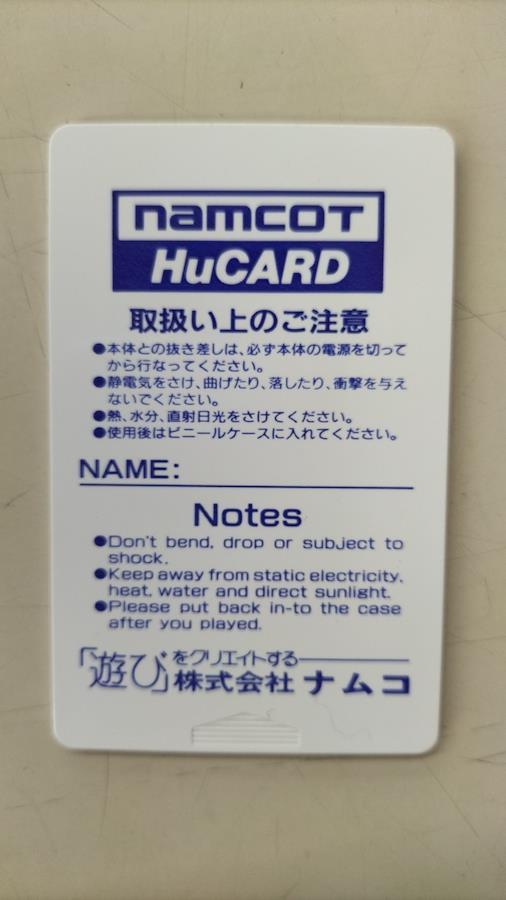 namcoT
HuCARD
取扱い上のご注意
●本体との抜き差しは、必ず本体の電源を切って
から行なってください。
●静電気をさけ、曲げたり、落したり、衝撃を与え
ないでください。
●熱、水分、直射日光をさけてください。
●使用後はビニールケースに入れてください。
NAME:
Notes
●Don't bend, drop or subject to
shock.
●Keep away from static electricity,
heat, water and direct sunlight.
●Please put back in-to the case
after you played.
「遊び」をクリエイトする――
株式会社 ナムコ